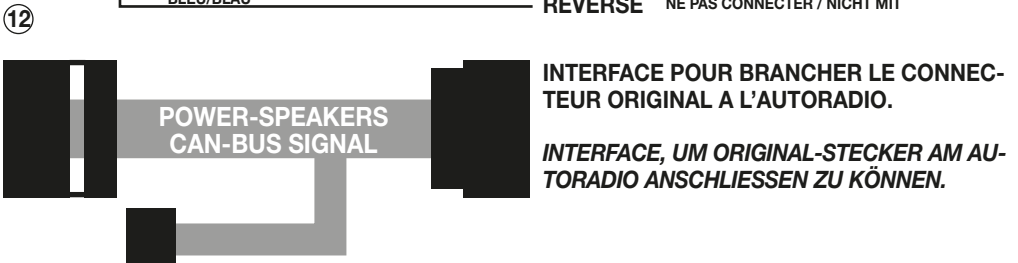 BLEU/BLAU
REVERSE NE PAS CONNECTER / NICHT MIT
12
POWER-SPEAKERS
CAN-BUS SIGNAL
INTERFACE POUR BRANCHER LE CONNEC-
TEUR ORIGINAL A L'AUTORADIO.
INTERFACE, UM ORIGINAL-STECKER AM AU-
TORADIO ANSCHLIESSEN ZU KÖNNEN.